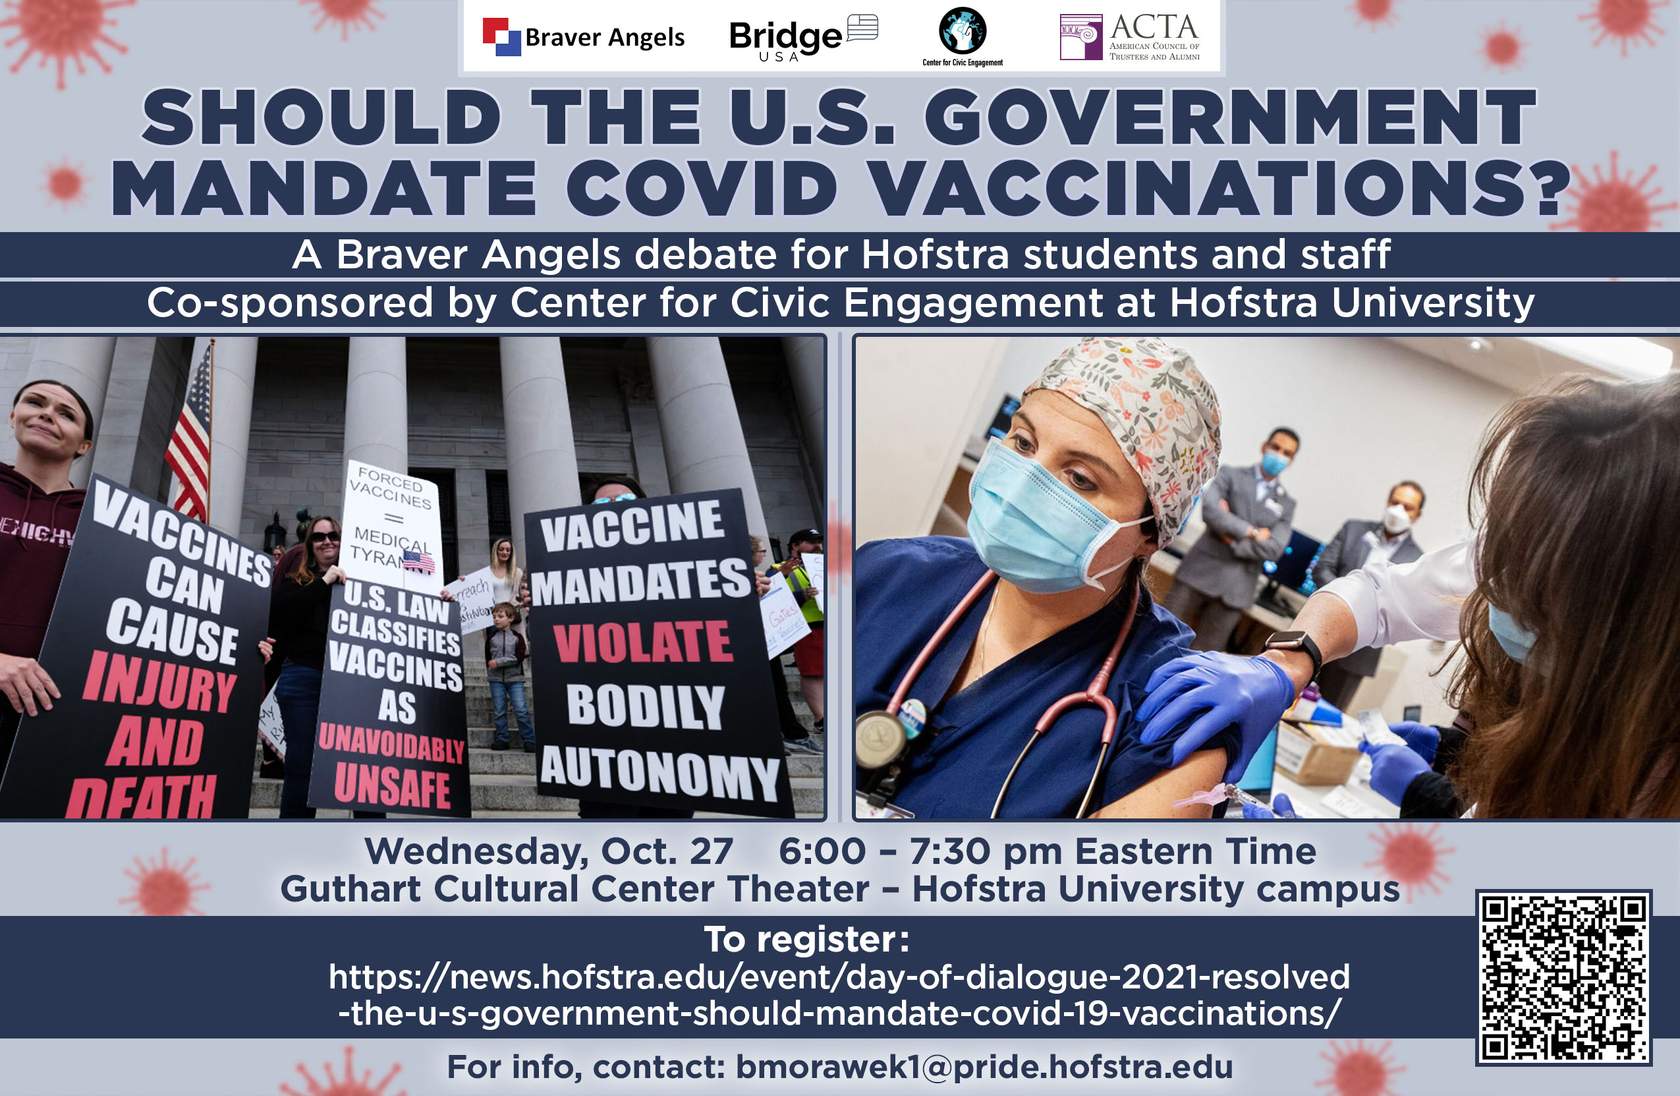 Braver Angels
Bridge
USA
Center for Civic Engagement
ACTA
American Council of
Trustees and Alumni
SHOULD THE U.S. GOVERNMENT
MANDATE COVID VACCINATIONS?
A Braver Angels debate for Hofstra students and staff
Co-sponsored by Center for Civic Engagement at Hofstra University
VACCINES
CAN
CAUSE
INJURY
AND
DEATH
FORCED
VACCINES
=
MEDICAL
U.S. LAW
CLASSIFIES
VACCINES
AS
UNAVOIDABLY
UNSAFE
VACCINE
MANDATES
VIOLATE
BODILY
AUTONOMY
Wednesday, Oct. 27 6:00 – 7:30 pm Eastern Time
Guthart Cultural Center Theater – Hofstra University campus
To register:
https://news.hofstra.edu/event/day-of-dialogue-2021-resolved
-the-u-s-government-should-mandate-covid-19-vaccinations/
For info, contact: bmorawek1@pride.hofstra.edu